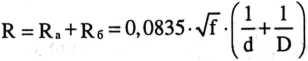 R = Rа + Rб = 0,0835·√f·(1/d + 1/D)